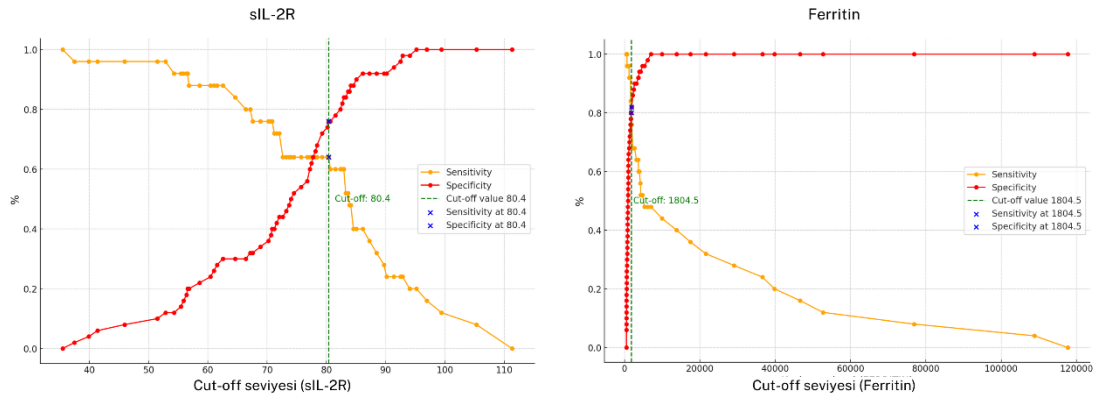 sIL-2R
1.0
0.8
0.6
0.4
0.2
0.0
%
40
50
60
70
80
90
100
110
Cut-off: 80.4
Sensitivity
Specificity
Cut-off value 80.4
Sensitivity at 80.4
Specificity at 80.4
Cut-off seviyesi (sIL-2R)
Ferritin
1.0
0.8
0.6
0.4
0.2
0.0
%
0
20000
40000
60000
80000
100000
120000
Cut-off: 1804.5
Sensitivity
Specificity
Cut-off value 1804.5
Sensitivity at 1804.5
Specificity at 1804.5
Cut-off seviyesi (Ferritin)